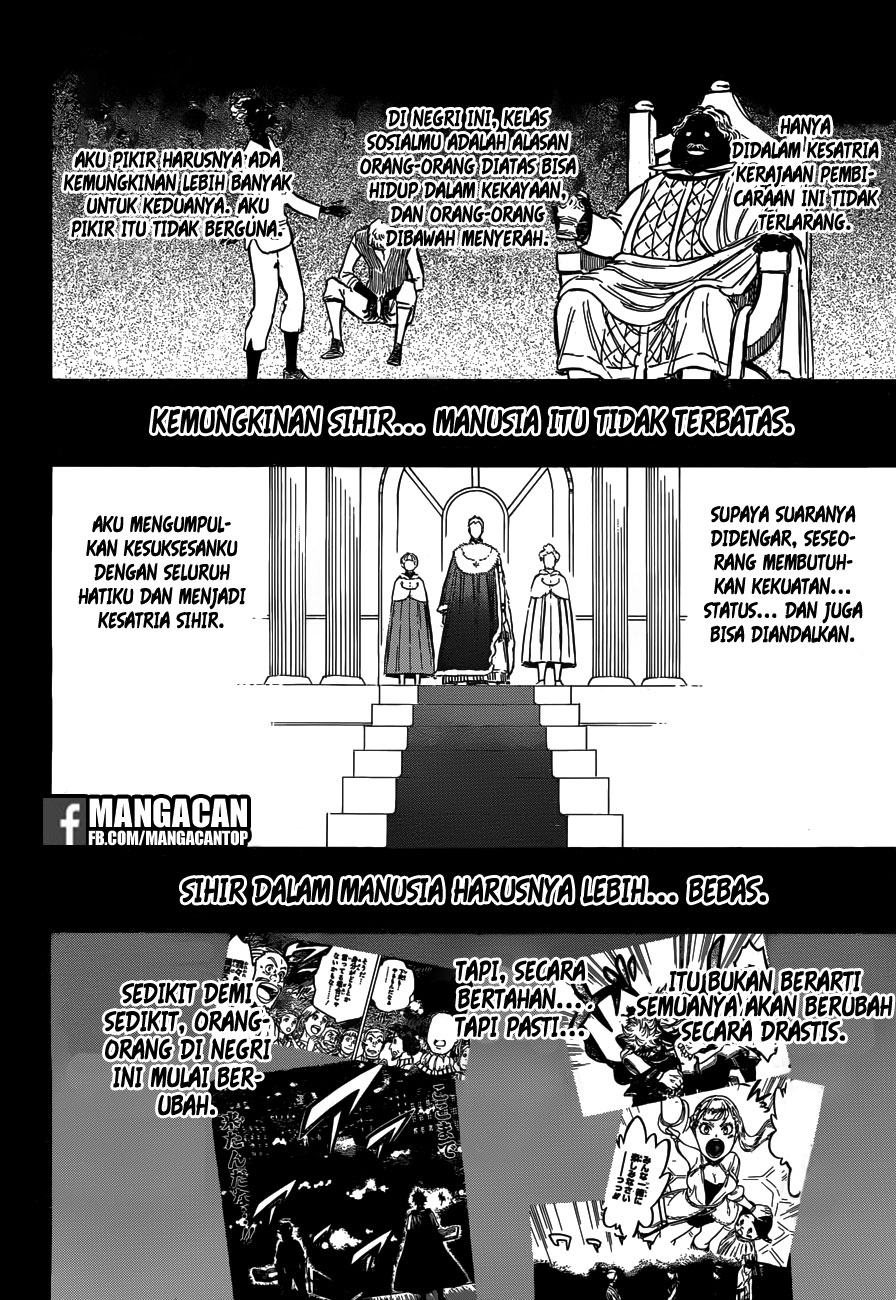 HANYA
DIDALAM KESATRIA
KERAJAAN PEMBI-
CARAAN INI TIDAK
TERLARANG.
DI NEGRI INI, KELAS
SOSIALMU ADALAH ALASAN
ORANG-ORANG DIATAS BISA
HIDUP DALAM KEKAYAAN,
DAN ORANG-ORANG
DIBAWAH MENYERAH.
AKU PIKIR HARUSNYA ADA
KEMUNGKINAN LEBIH BANYAK
UNTUK KEDUANYA. AKU
PIKIR ITU TIDAK BERGUNA.
KEMUNGKINAN SIHIR... MANUSIA ITU TIDAK TERBATAS.
SUPAYA SUARANYA
DIDENGAR, SESEO-
RANG MEMBUTUH-
KAN KEKUATAN...
STATUS... DAN JUGA
BISA DIANDALKAN.
AKU MENGUMPUL-
KAN KESUKSESANKU
DENGAN SELURUH
HATIKU DAN MENJADI
KESATRIA SIHIR.
f MANGACAN
FB.COM/MANGACANTOP
SIHIR DALAM MANUSIA HARUSNYA LEBIH... BEBAS.
ITU BUKAN BERARTI
SEMUANYA AKAN BERUBAH
SECARA DRASTIS.
TAPI, SECARA
BERTAHAN...
TAPI PASTI...
SEDIKIT DEMI
SEDIKIT, ORANG-
ORANG DI NEGRI
INI MULAI BER-
UBAH.